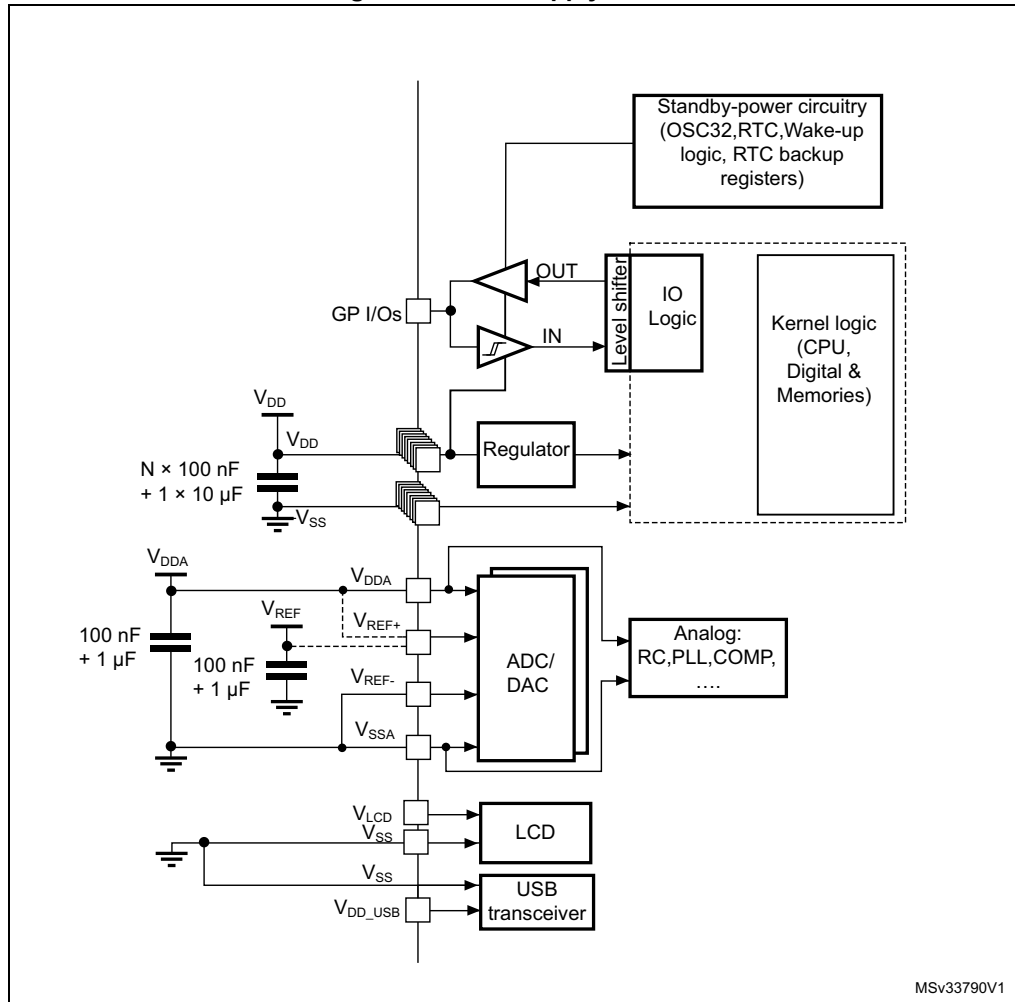 Standby-power circuitry
(OSC32,RTC,Wake-up
logic, RTC backup
registers)
OUT
IN
GP I/Os
Level shifter
IO
Logic
Kernel logic
(CPU,
Digital &
Memories)
VDD
VDD
Regulator
N × 100 nF
+ 1 × 10 µF
VSS
VDDA
VDDA
VREF
VREF+
100 nF
+ 1 µF
100 nF
+ 1 µF
VREF-
VSSA
ADC/
DAC
Analog:
RC,PLL,COMP,
....
VLCD
VSS
LCD
VSS
VDD_USB
USB
transceiver
MSv33790V1